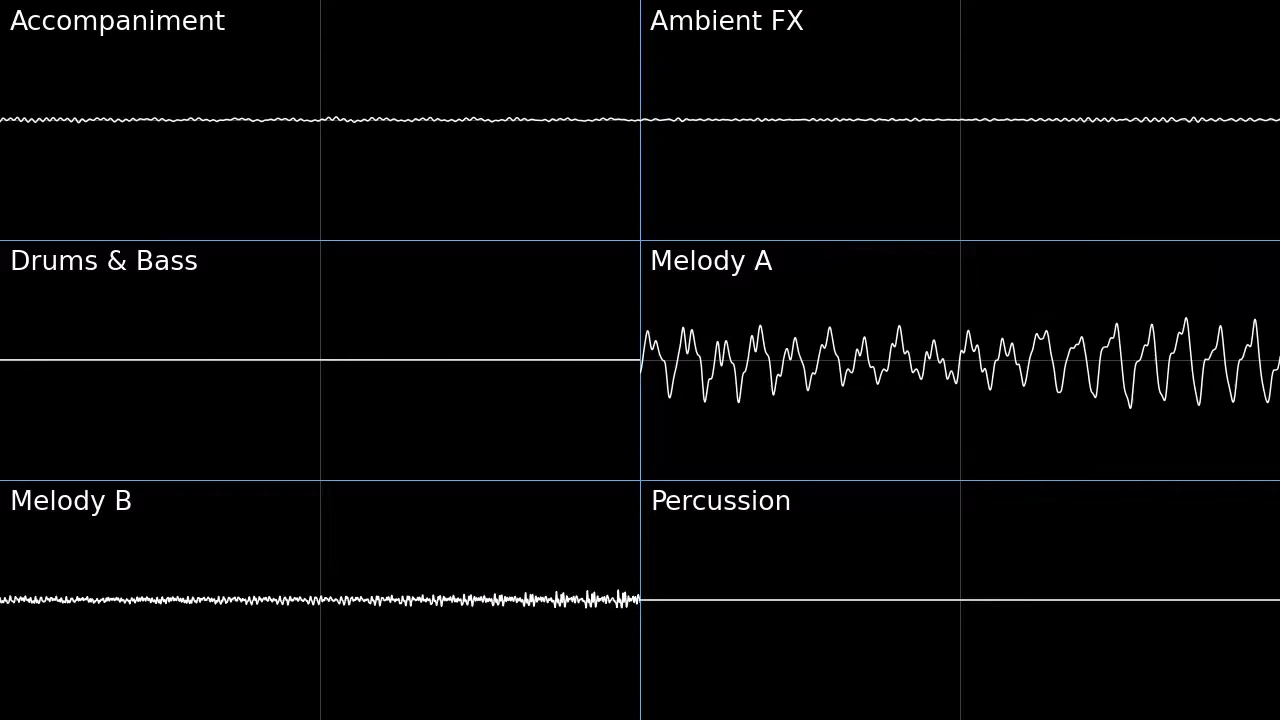 Accompaniment
Ambient FX
Drums & Bass
Melody A
Melody B
Percussion